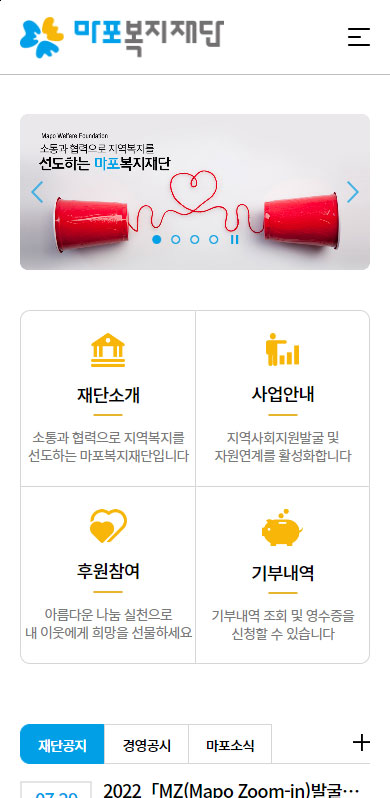 마포복지재단
Mapo Welfare Foundation
소통과 협력으로 지역복지를
선도하는 마포복지재단
재단소개
소통과 협력으로 지역복지를
선도하는 마포복지재단입니다
사업안내
지역사회지원발굴 및
자원연계를 활성화합니다
후원참여
아름다운 나눔 실천으로
내 이웃에게 희망을 선물하세요
기부내역
기부내역 조회 및 영수증을
신청할 수 있습니다
재단공지
경영공시
마포소식
07.29
2022「MZ(Mapo Zoom-in)발굴…